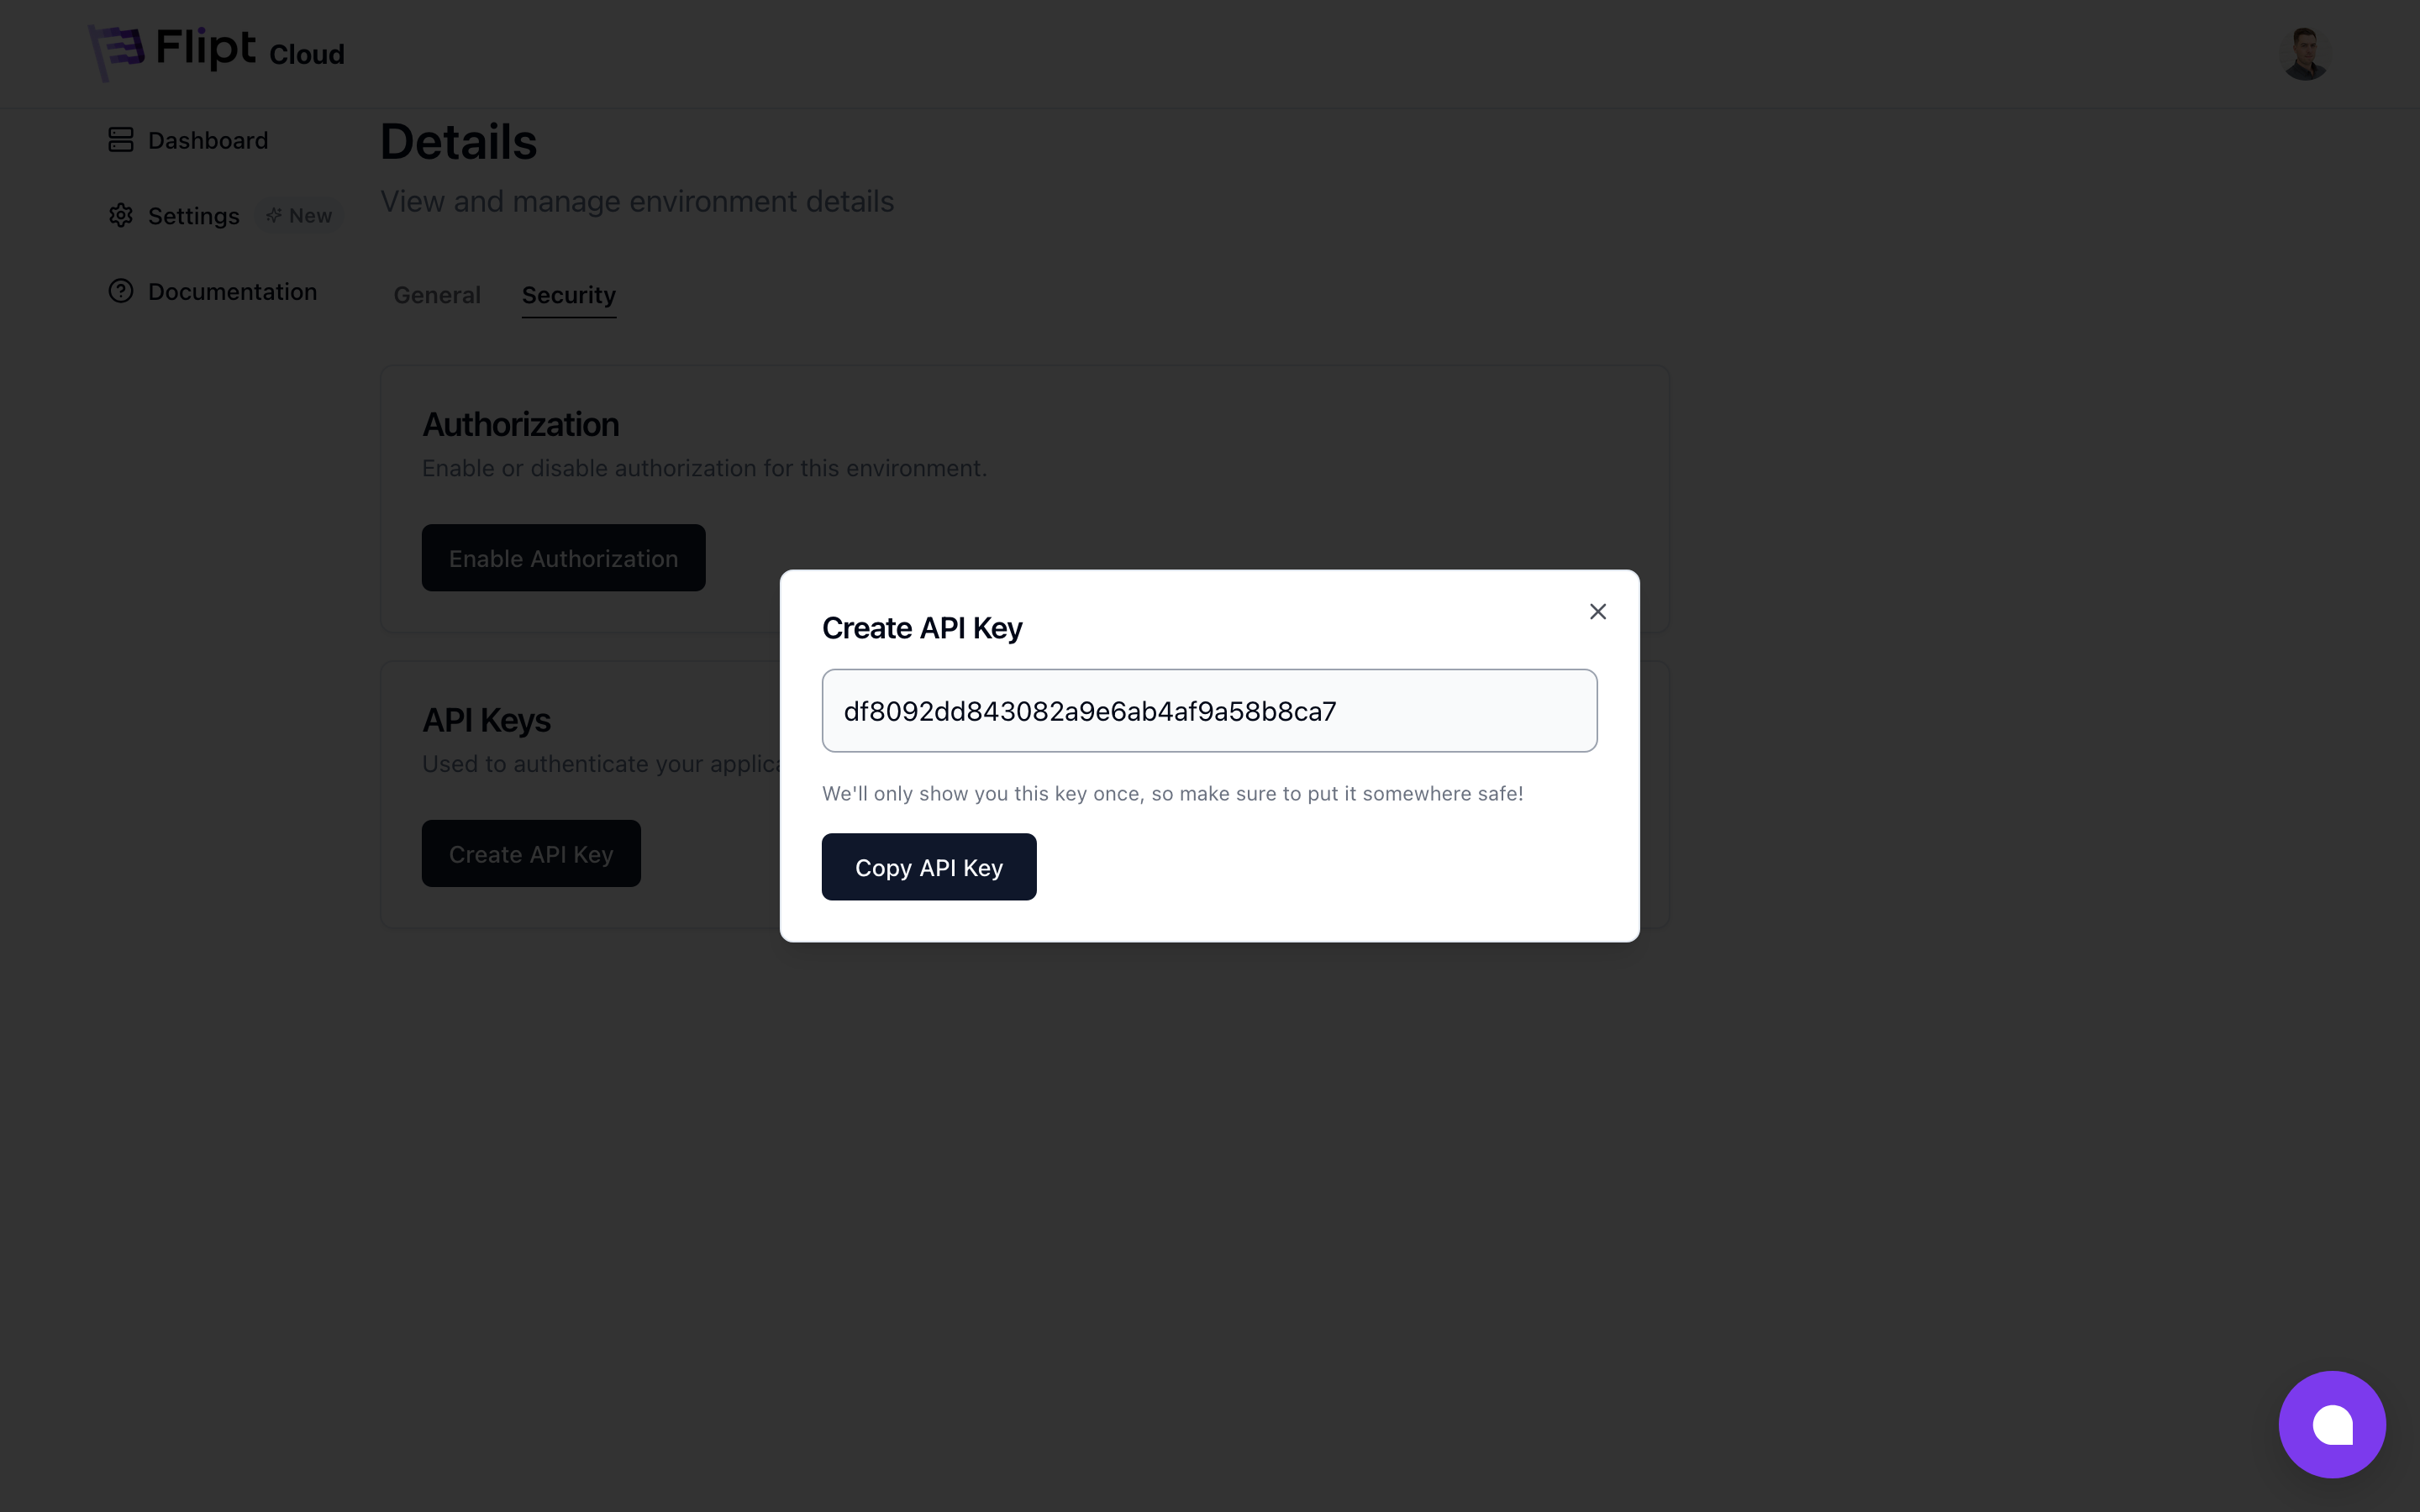 Flipt Cloud
Dashboard
Settings New
Documentation
Details
View and manage environment details
General Security
Authorization
Enable or disable authorization for this environment.
Enable Authorization
API Keys
Used to authenticate your applica
Create API Key
Create API Key
df8092dd843082a9e6ab4af9a58b8ca7
We'll only show you this key once, so make sure to put it somewhere safe!
Copy API Key